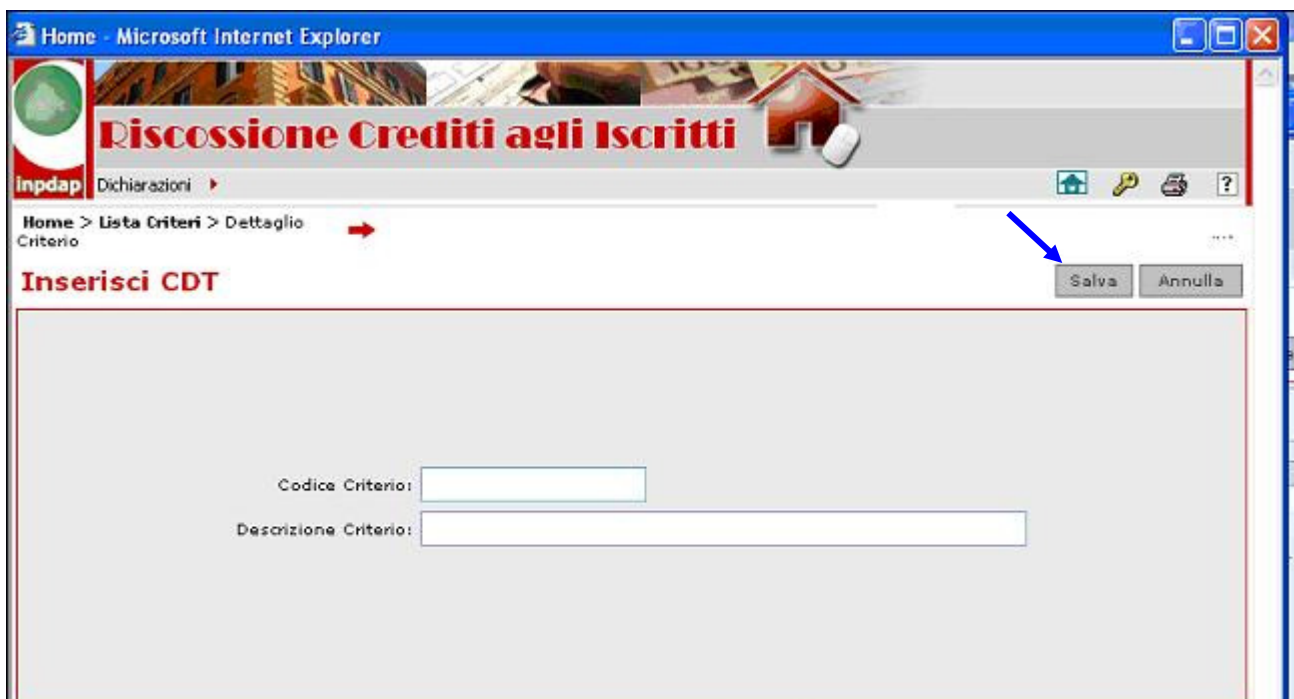 Home - Microsoft Internet Explorer
Riscossione Crediti agli Iscritti
inpdap
Dichiarazioni
?
Home > Lista Criteri > Dettaglio
Criterio
Inserisci CDT
Salva
Annulla
Codice Criterio:
Descrizione Criterio: